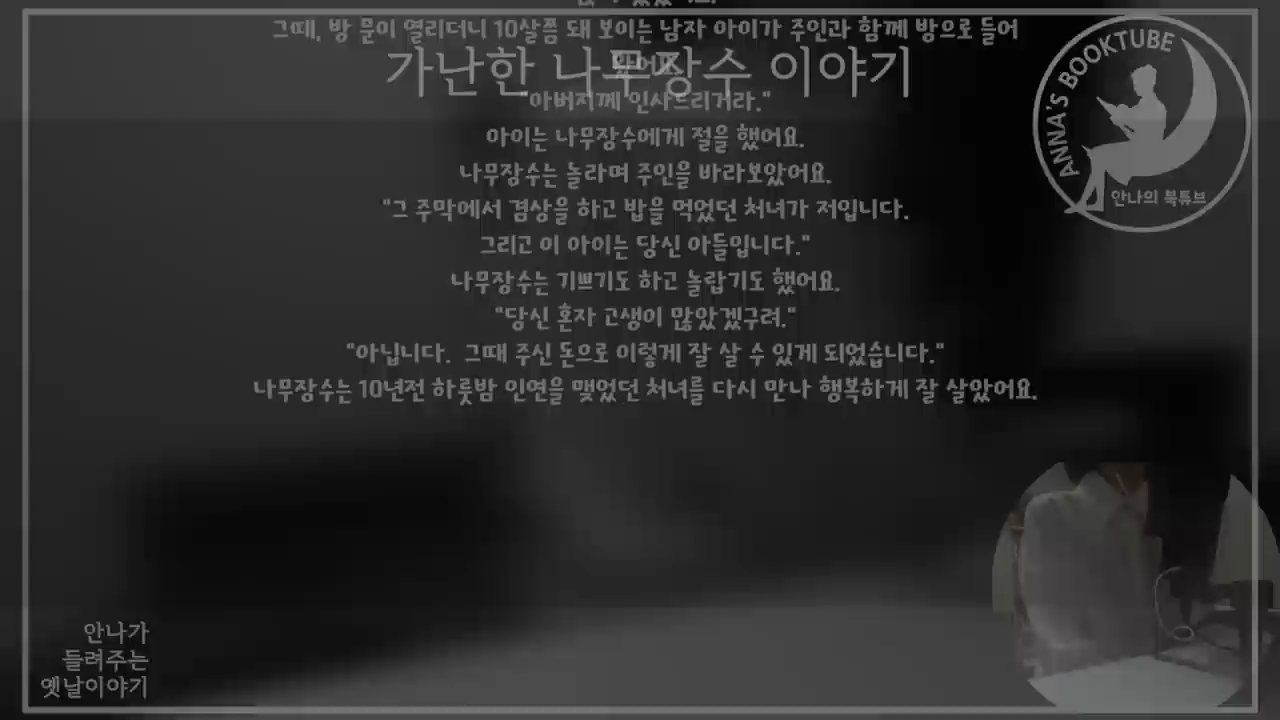 그때, 방 문이 열리더니 10살쯤 돼 보이는 남자 아이가 주인과 함께 방으로 들어
가난한 나무장수 이야기
"아버지께 인사드리거라."
아이는 나무장수에게 절을 했어요.
나무장수는 놀라며 주인을 바라보았어요.
"그 주막에서 겸상을 하고 밥을 먹었던 처녀가 저입니다.
그리고 이 아이는 당신 아들입니다."
나무장수는 기쁘기도 하고 놀랍기도 했어요.
"당신 혼자 고생이 많았겠구려."
"아닙니다. 그때 주신 돈으로 이렇게 잘 살 수 있게 되었습니다."
나무장수는 10년전 하룻밤 인연을 맺었던 처녀를 다시 만나 행복하게 잘 살았어요.
ANNA'S BOOKTUBE
안나의 북튜브
안나가
들려주는
옛날이야기